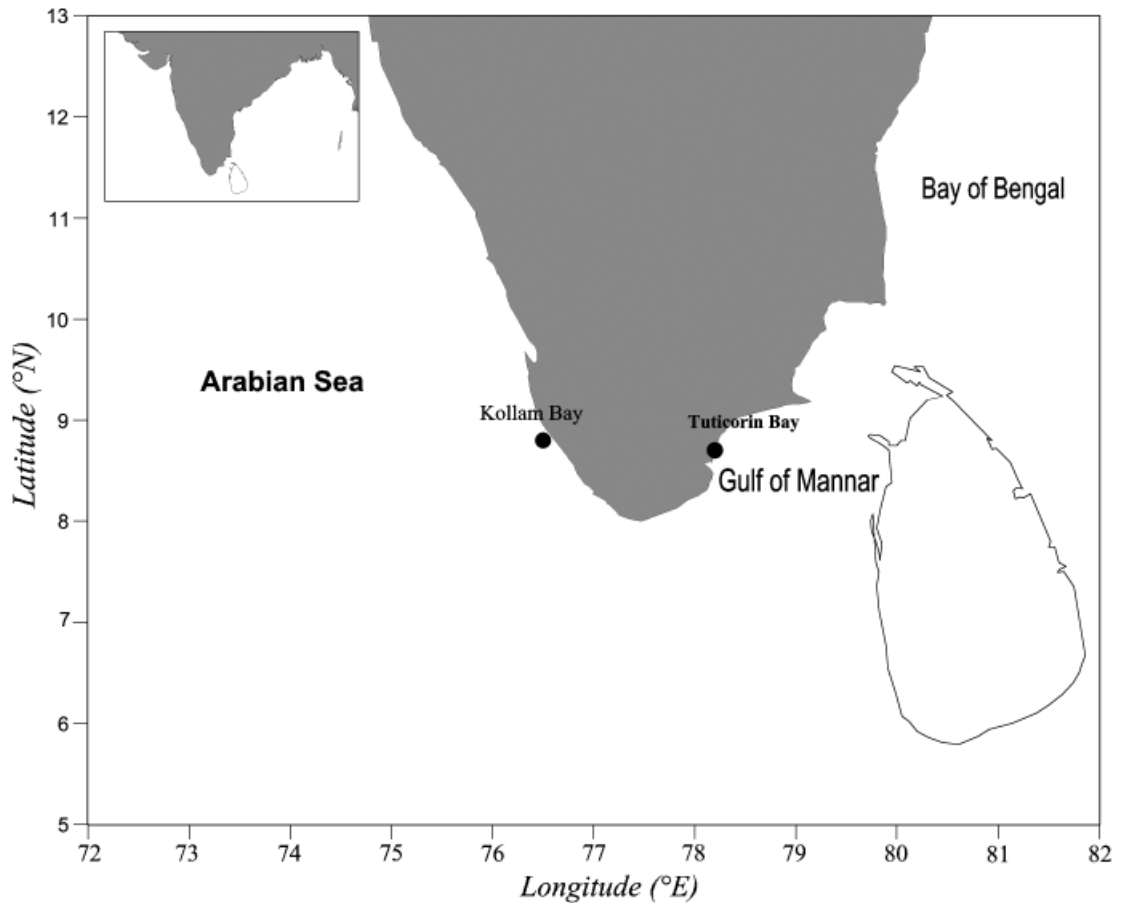 13
12
11
10
9
8
7
6
5
Latitude (°N)
Bay of Bengal
Arabian Sea
Kollam Bay
Tuticorin Bay
Gulf of Mannar
72 73 74 75 76 77 78 79 80 81 82
Longitude (°E)